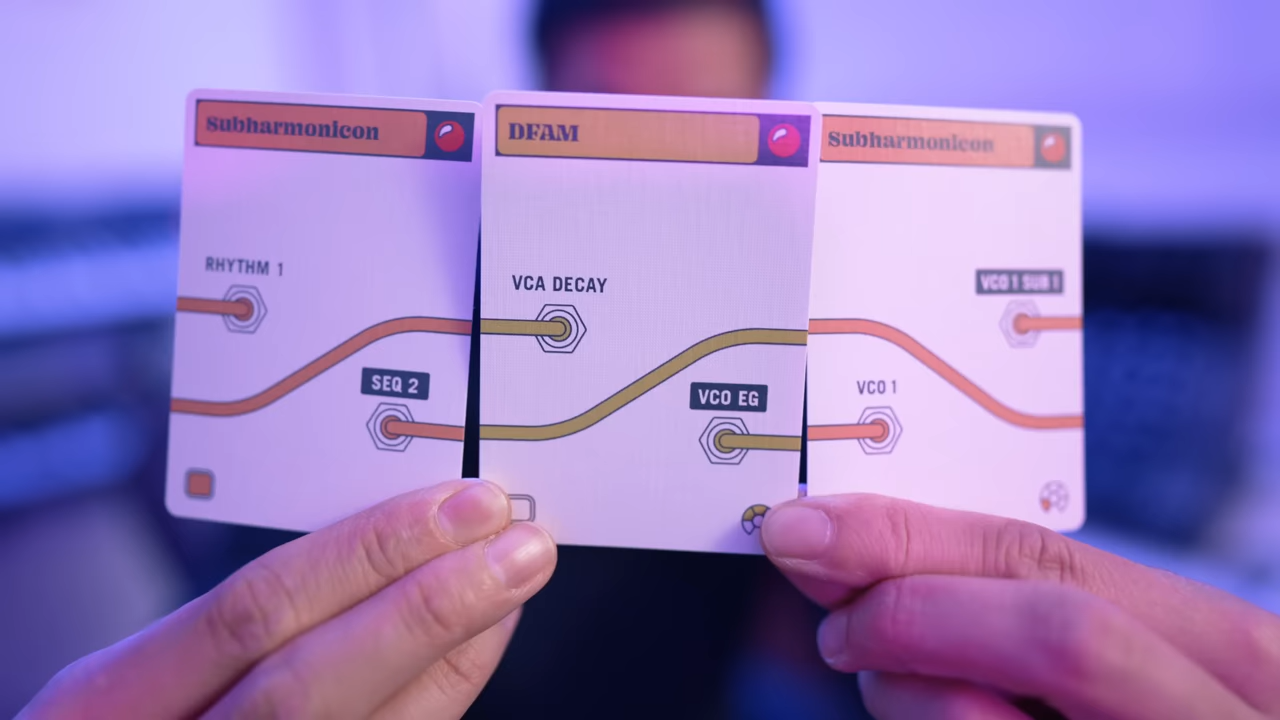 Subharmonicon
RHYTHM 1
SEQ 2
DFAM
VCA DECAY
VCO EG
Subharmonicon
VCO 1 SUB 1
VCO 1